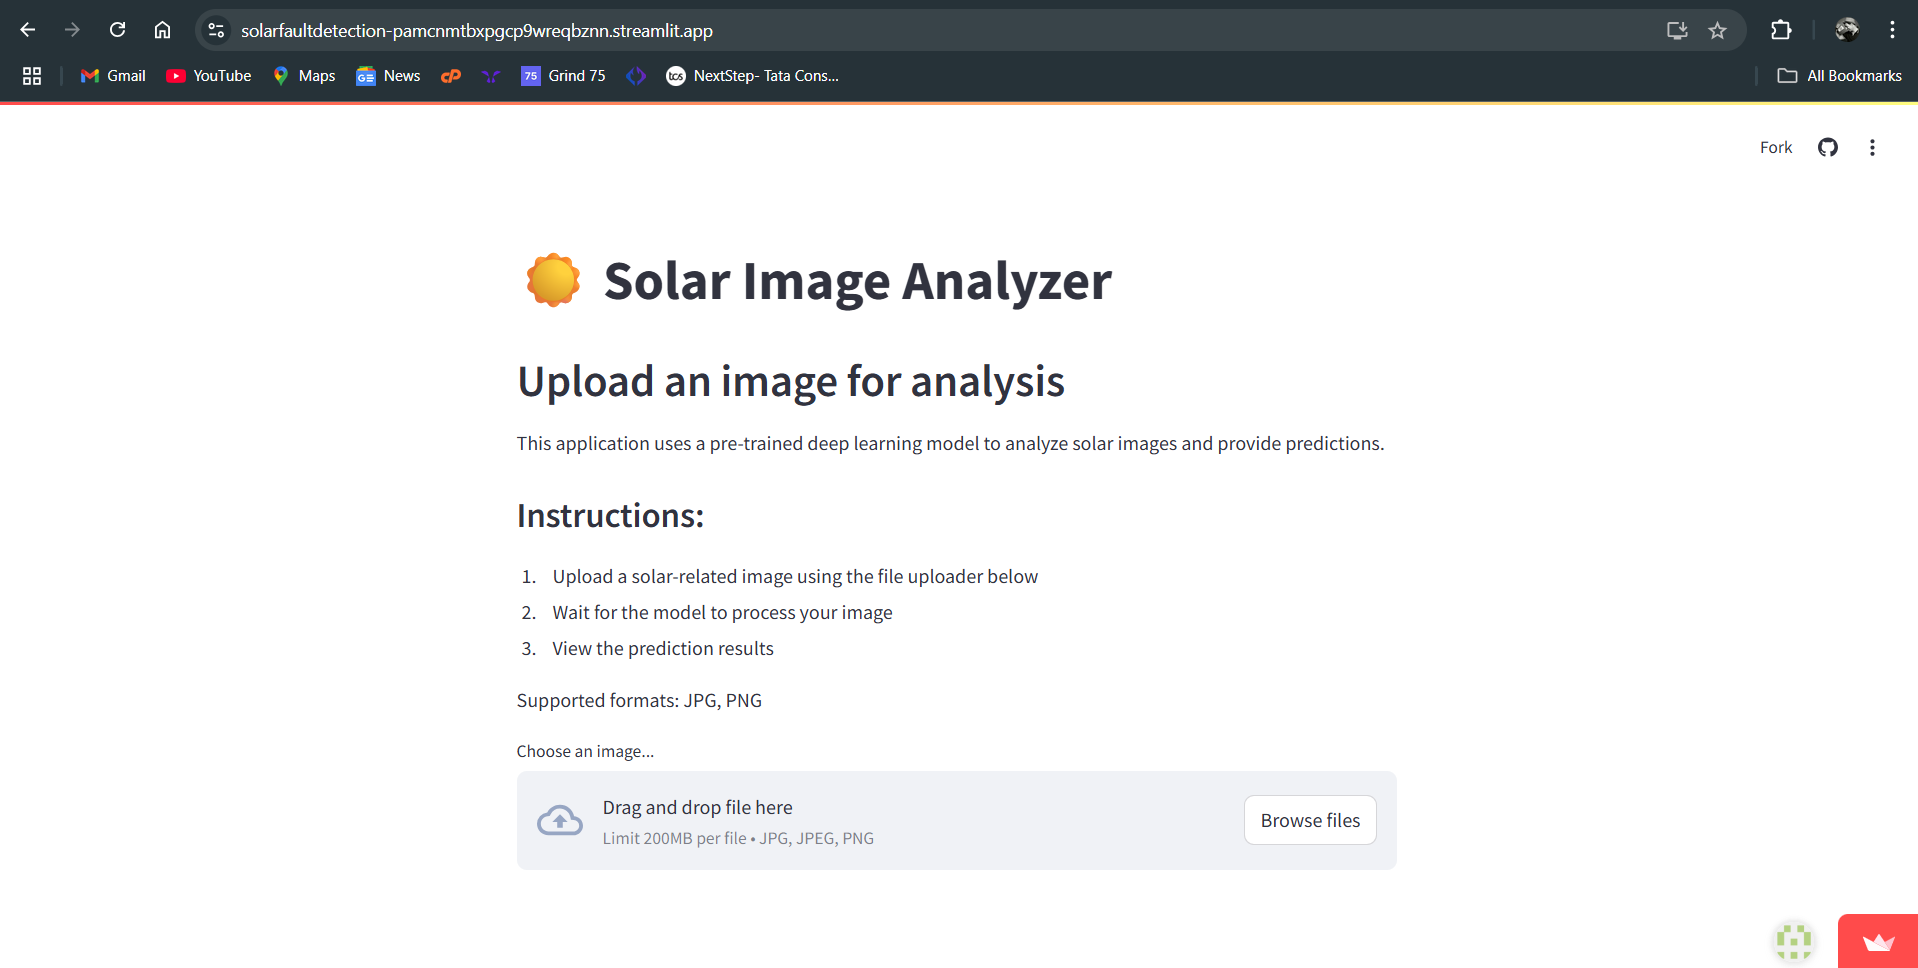 solarfaultdetection-pamcnmtbxpgcp9wreqbznn.streamlit.app
Gmail YouTube Maps GE News CP 75 Grind 75 tcs NextStep- Tata Cons... All Bookmarks
Fork
Solar Image Analyzer
Upload an image for analysis
This application uses a pre-trained deep learning model to analyze solar images and provide predictions.
Instructions:
1. Upload a solar-related image using the file uploader below
2. Wait for the model to process your image
3. View the prediction results
Supported formats: JPG, PNG
Choose an image...
Drag and drop file here
Limit 200MB per file • JPG, JPEG, PNG
Browse files